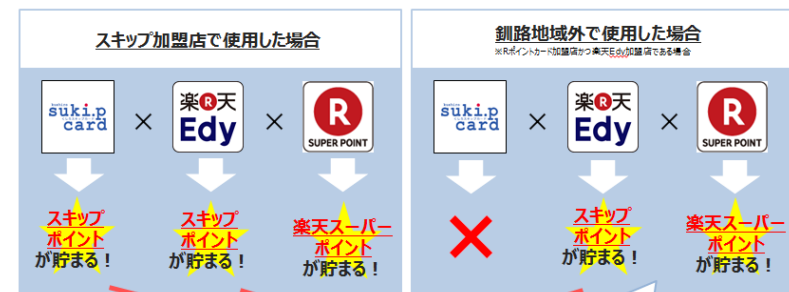 スキップ加盟店で使用した場合
suki.p
card
×
楽R天
Edy
×
R
SUPER POINT
スキップ
ポイント
が貯まる！
スキップ
ポイント
が貯まる！
楽天スーパー
ポイント
が貯まる！
釧路地域外で使用した場合
※Rポイントカード加盟店かつ楽天Edy加盟店である場合
suki.p
card
×
楽R天
Edy
×
R
SUPER POINT
スキップ
ポイント
が貯まる！
楽天スーパー
ポイント
が貯まる！